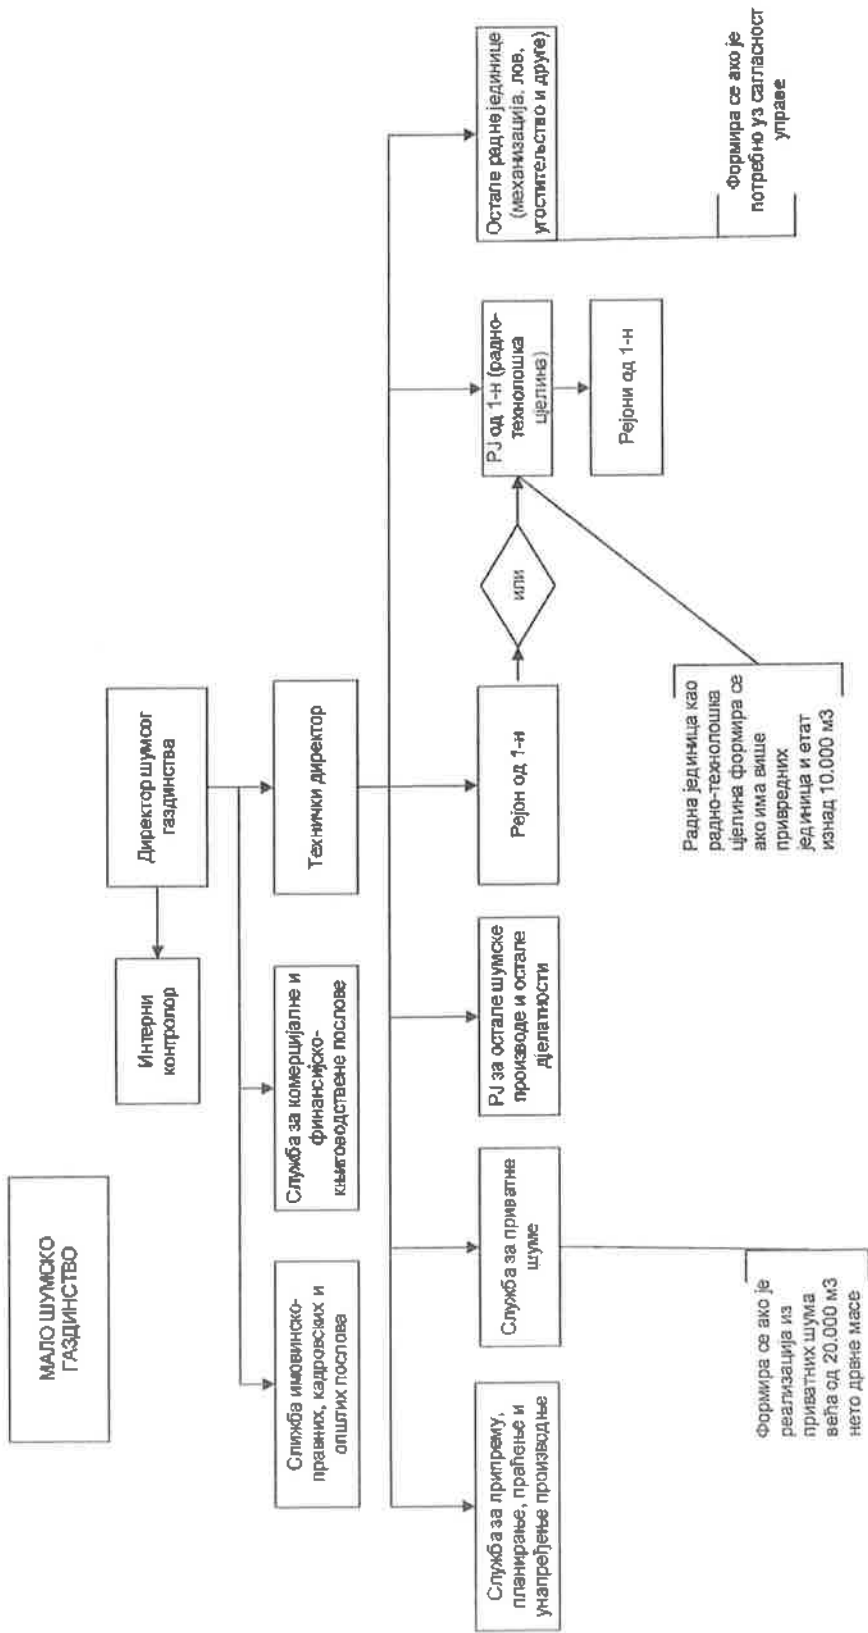 МАЛО ШУМСКО
ГАЗДИНСТВО
Директор шумсог
газдинства
Интерни
контролор
Служба имовинско-
правних, кадровских и
општих послова
Служба за комерцијалне и
финансијско-
књиговодствене послове
Технички директор
Служба за припрему,
планирање, праћење и
унапређење производње
Служба за приватне
шуме
РЈ за остале шумске
производе и остале
дјелатности
Рејон од 1-н
или
РЈ од 1-н (радно-
технолошка
цјелина)
Остале радне јединице
(механизација, лов,
угоститељство и друге)
Рејони од 1-н
Формира се ако је
реализација из
приватних шума
већа од 20.000 м3
нето дрвне масе
Радна јединица као
радно-технолошка
цјелина формира се
ако има више
привредних
јединица и етат
изнад 10.000 м3
Формира се ако је
потребно уз сагласност
управе